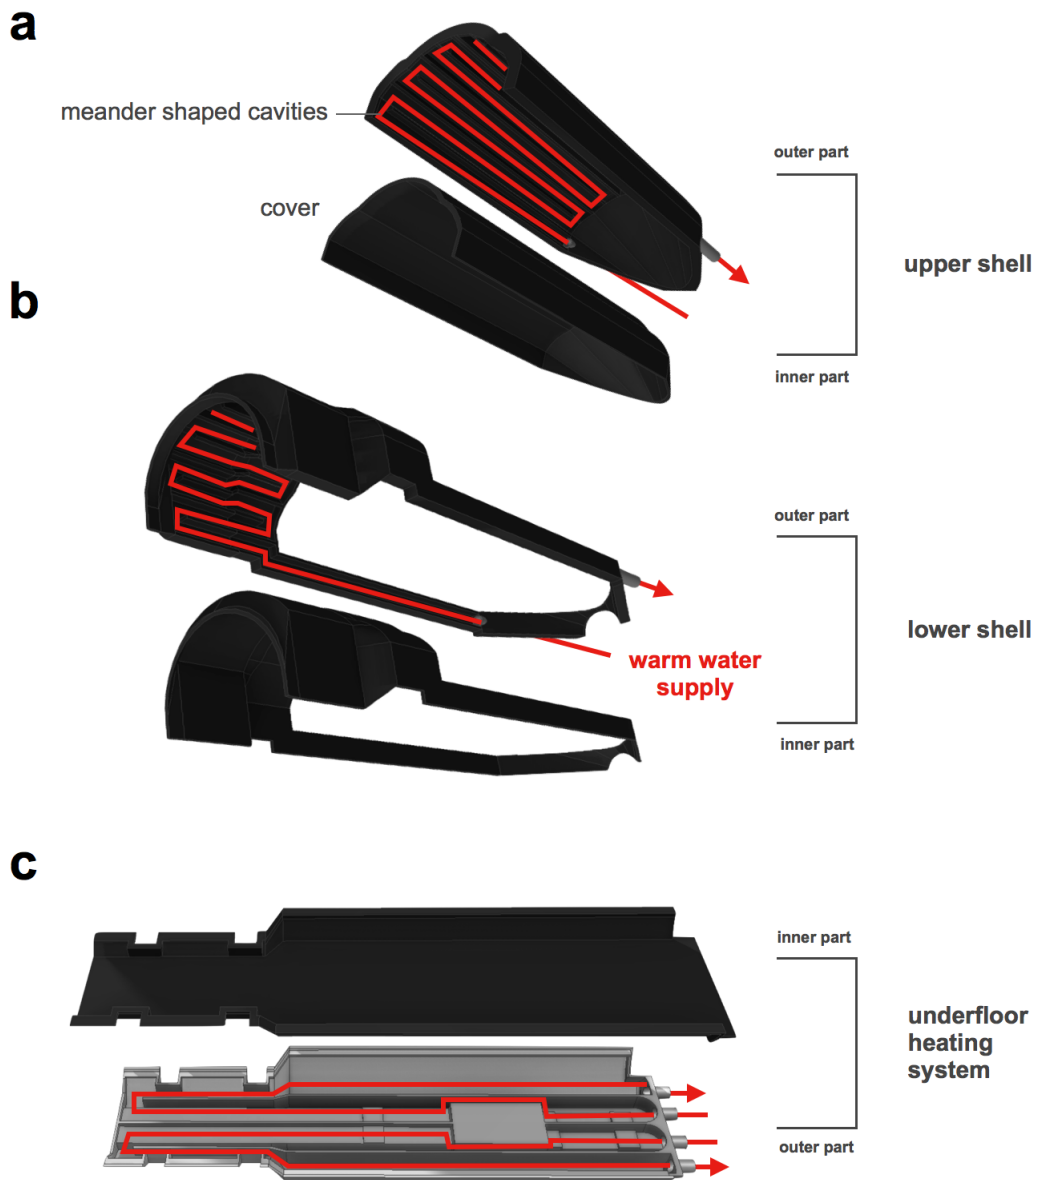 a
meander shaped cavities
outer part
cover
upper shell
b
inner part
outer part
lower shell
warm water
supply
inner part
c
inner part
underfloor
heating
system
outer part